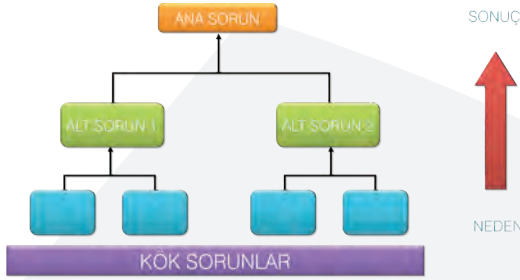 ANA SORUN
SONUÇ
ALT SORUN-1
ALT SORUN-2
NEDEN
KÖK SORUNLAR